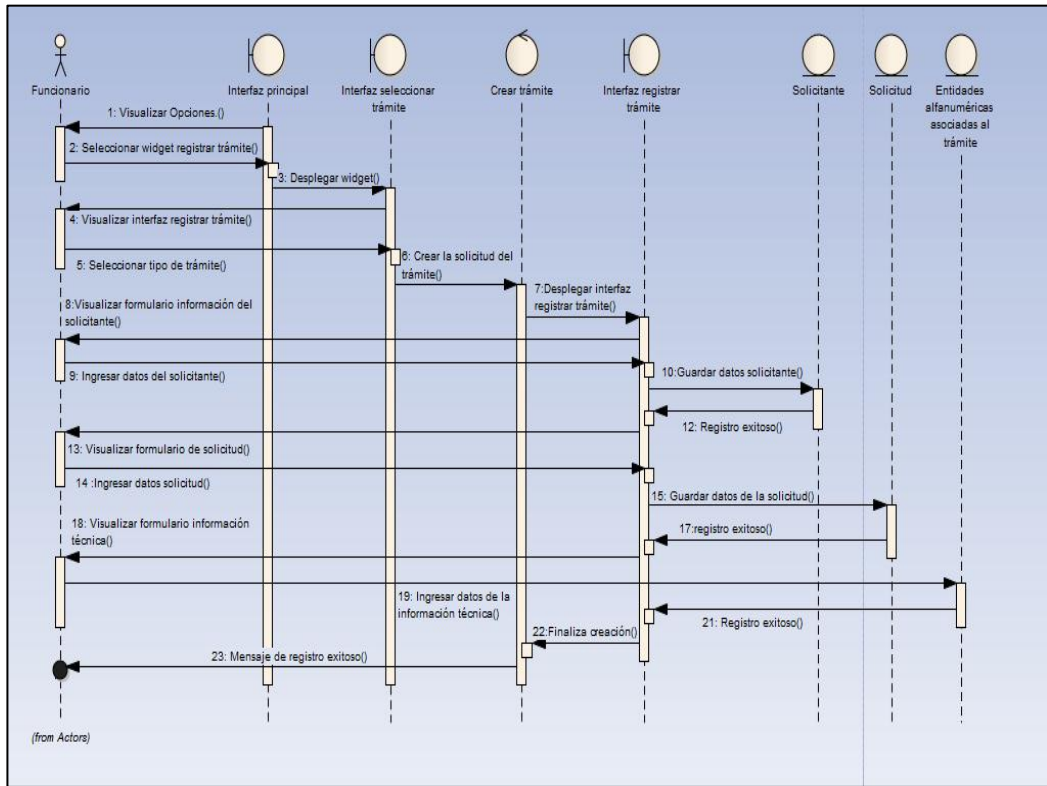 Funcionario
Interfaz principal
Interfaz seleccionar
trámite
Crear trámite
Interfaz registrar
trámite
Solicitante
Solicitud
Entidades
alfanuméricas
asociadas al
trámite
1: Visualizar Opciones.()
2: Seleccionar widget registrar trámite()
3: Desplegar widget()
4: Visualizar interfaz registrar trámite()
5: Seleccionar tipo de trámite()
6: Crear la solicitud del
trámite()
7:Desplegar interfaz
registrar trámite()
8:Visualizar formulario información del
solicitante()
9: Ingresar datos del solicitante()
10:Guardar datos solicitante()
12: Registro exitoso()
13: Visualizar formulario de solicitud()
14 :Ingresar datos solicitud()
15: Guardar datos de la solicitud()
17:registro exitoso()
18: Visualizar formulario información
técnica()
19: Ingresar datos de la
información técnica()
21: Registro exitoso()
22:Finaliza creación()
23: Mensaje de registro exitoso()
(from Actors)